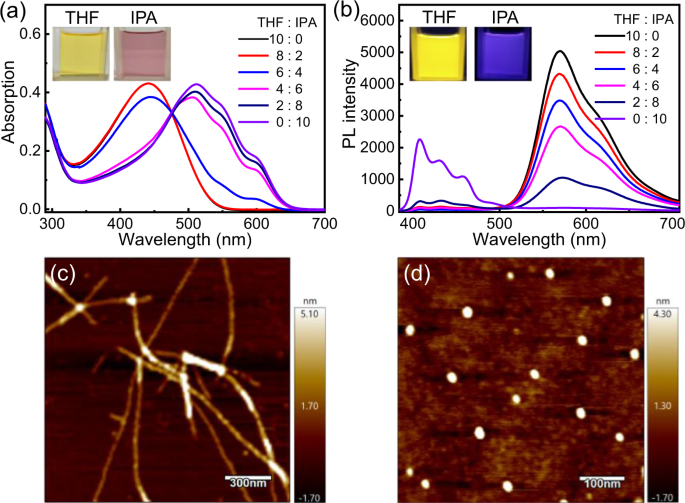 (a)
THF IPA
THF : IPA
10 : 0
8 : 2
6 : 4
4 : 6
2 : 8
0 : 10
Absorption
0.6
0.4
0.2
0.0
300 400 500 600 700
Wavelength (nm)
(b)
THF IPA
THF : IPA
10 : 0
8 : 2
6 : 4
4 : 6
2 : 8
0 : 10
PL intensity
6000
5000
4000
3000
2000
1000
0
400 500 600 700
Wavelength (nm)
(c)
300nm
nm
5.10
1.70
-1.70
(d)
100nm
nm
4.30
1.30
-1.70